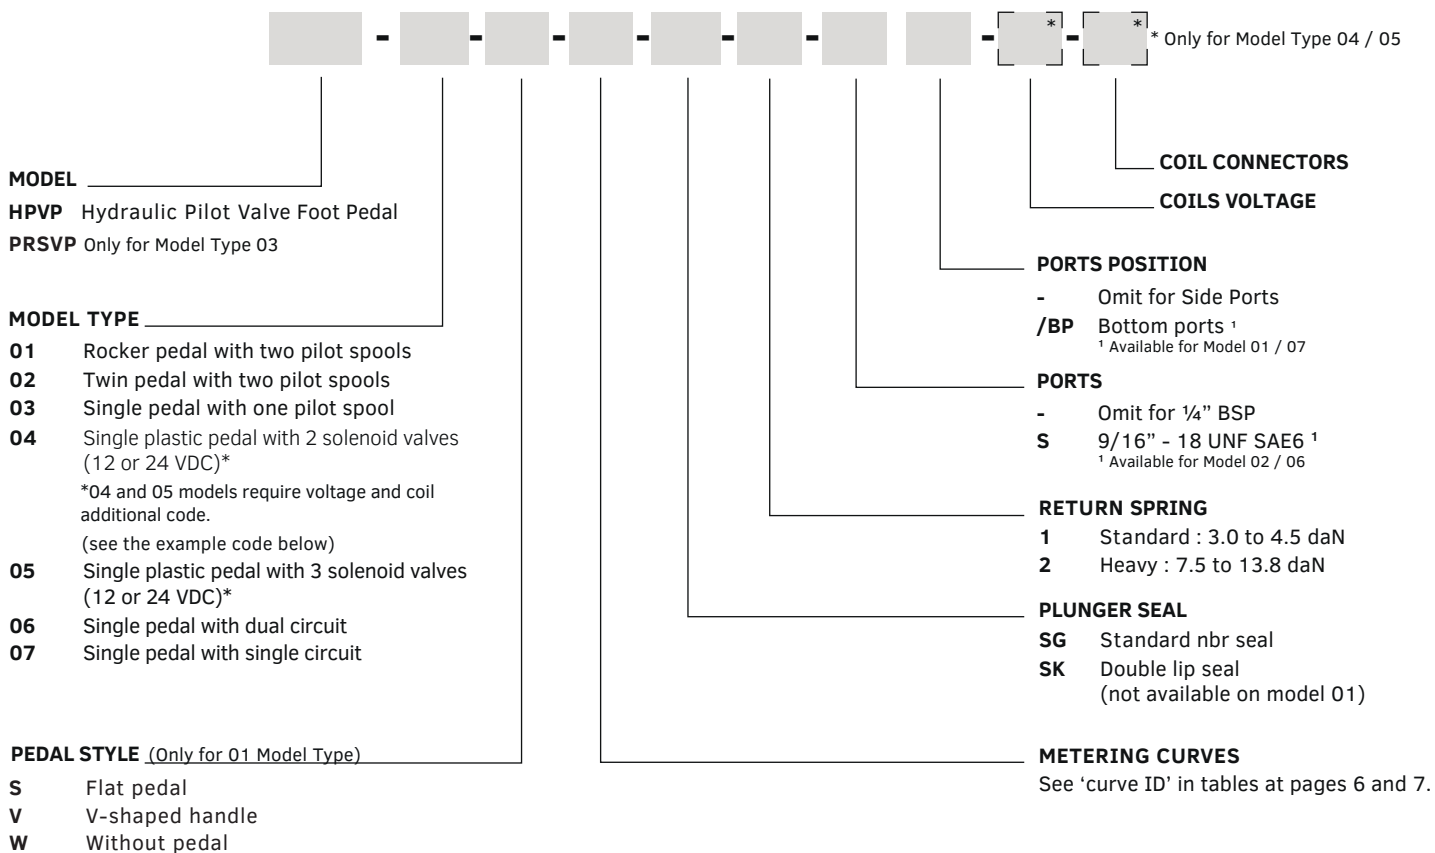 * * * Only for Model Type 04 / 05
MODEL
HPVP Hydraulic Pilot Valve Foot Pedal
PRSVP Only for Model Type 03
MODEL TYPE
01 Rocker pedal with two pilot spools
02 Twin pedal with two pilot spools
03 Single pedal with one pilot spool
04 Single plastic pedal with 2 solenoid valves
(12 or 24 VDC)*
*04 and 05 models require voltage and coil
additional code.
(see the example code below)
05 Single plastic pedal with 3 solenoid valves
(12 or 24 VDC)*
06 Single pedal with dual circuit
07 Single pedal with single circuit
PEDAL STYLE (Only for 01 Model Type)
S Flat pedal
V V-shaped handle
W Without pedal
COIL CONNECTORS
COILS VOLTAGE
PORTS POSITION
- Omit for Side Ports
/BP Bottom ports ¹
¹ Available for Model 01 / 07
PORTS
- Omit for ¼” BSP
S 9/16” - 18 UNF SAE6 ¹
¹ Available for Model 02 / 06
RETURN SPRING
1 Standard : 3.0 to 4.5 daN
2 Heavy : 7.5 to 13.8 daN
PLUNGER SEAL
SG Standard nbr seal
SK Double lip seal
(not available on model 01)
METERING CURVES
See ‘curve ID’ in tables at pages 6 and 7.